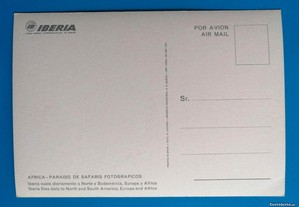 IBERIA
POR AVION
AIR MAIL
Sr.
AFRICA - PARAISO DE SAFARIS FOTOGRAFICOS
Iberia vuela diariamente a Norte y Sudamérica, Europa y Africa
Iberia flies daily to North and South America, Europe and Africa